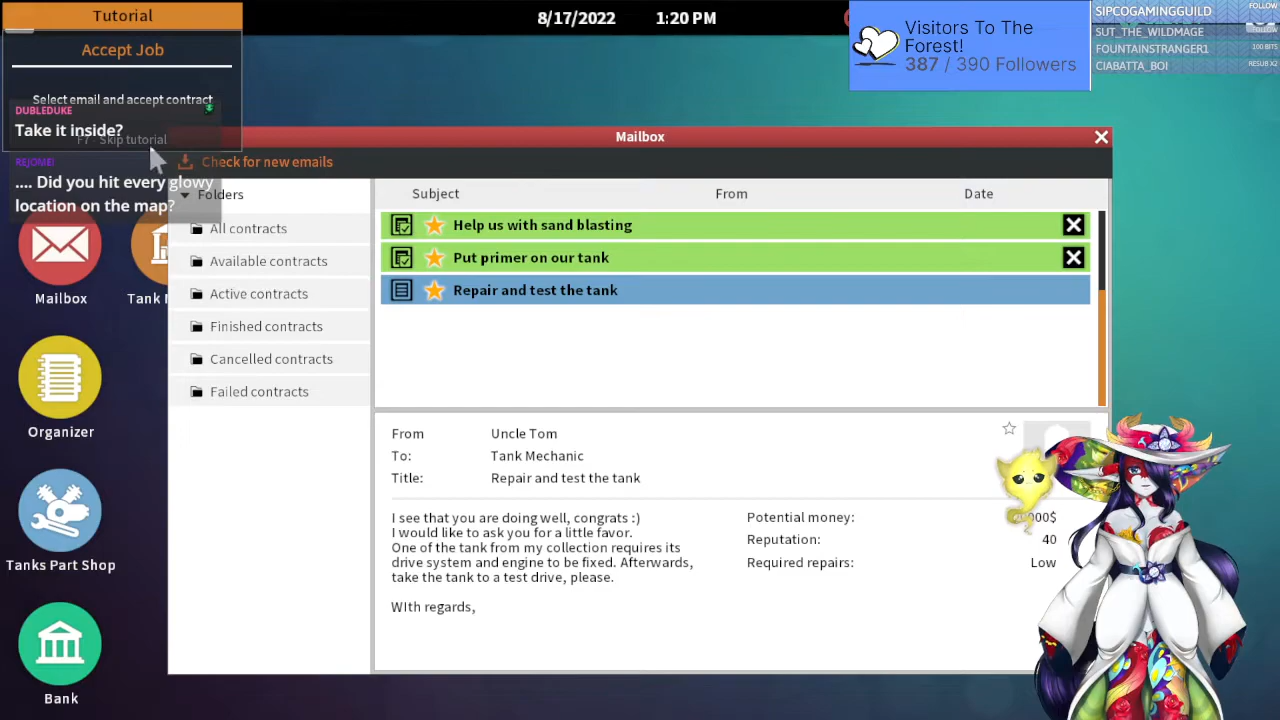 Tutorial
Accept Job
Select email and accept contract
F7 - Skip tutorial
DUBLEDUKE
Take it inside?
REJOMEI
.... Did you hit every glowy
location on the map?
8/17/2022
1:20 PM
Visitors To The
Forest!
387 / 390 Followers
SIPCOGAMINGGUILD
FOLLOW
SUT_THE_WILDMAGE
FOLLOW
FOUNTAINSTRANGER1
100 BITS
CIABATTA_BOI
RESUB X2
Mailbox
Check for new emails
Folders
All contracts
Available contracts
Active contracts
Finished contracts
Cancelled contracts
Failed contracts
Subject
From
Date
Help us with sand blasting
Put primer on our tank
Repair and test the tank
From
Uncle Tom
To:
Tank Mechanic
Title:
Repair and test the tank
I see that you are doing well, congrats :)
I would like to ask you for a little favor.
One of the tank from my collection requires its
drive system and engine to be fixed. Afterwards,
take the tank to a test drive, please.
WIth regards,
Potential money:
Reputation:
40
Required repairs:
Low
Mailbox
Organizer
Tanks Part Shop
Bank